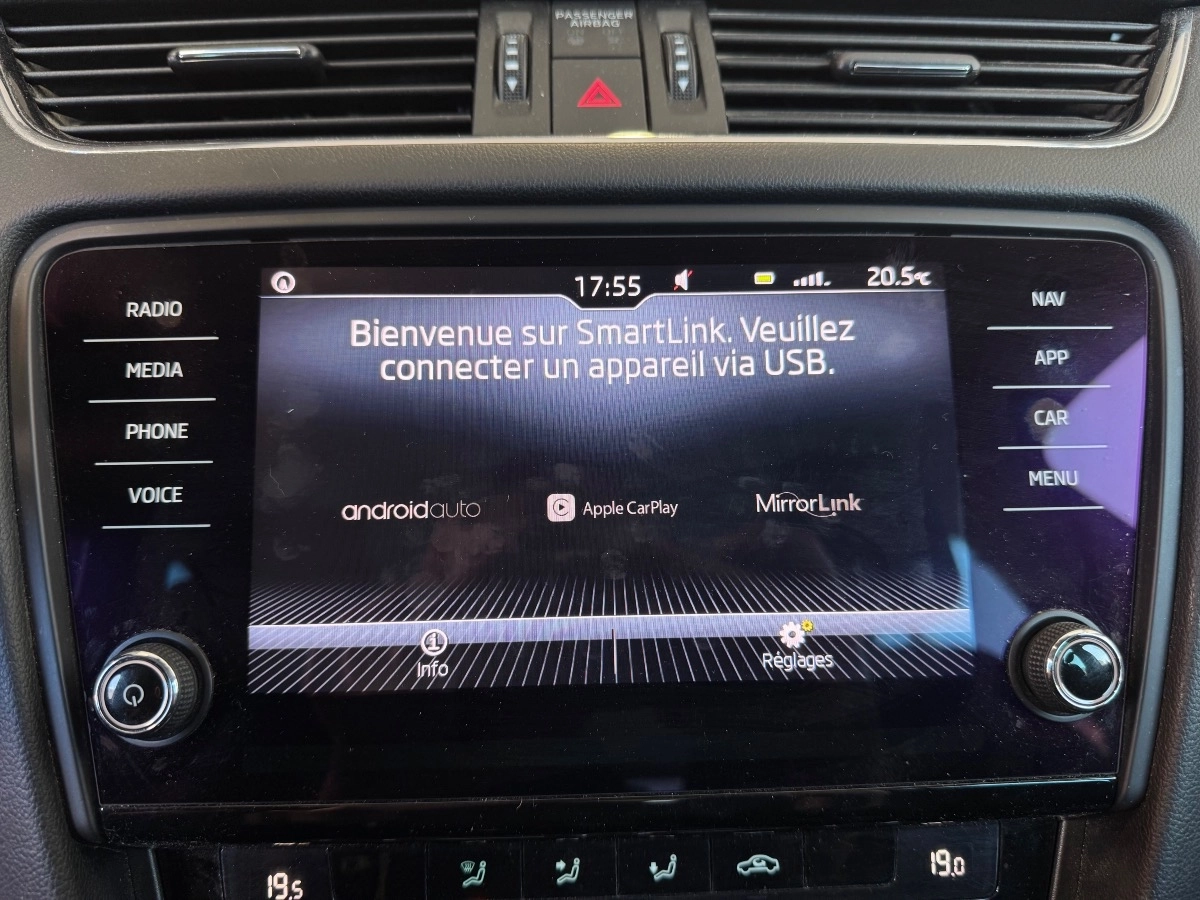 PASSENGER
AIRBAG
17:55
20.5°C
Bienvenue sur SmartLink. Veuillez
connecter un appareil via USB.
RADIO
MEDIA
PHONE
VOICE
NAV
APP
CAR
MENU
androidauto
Apple CarPlay
MirrorLink
Info
Réglages
19.5
19.0